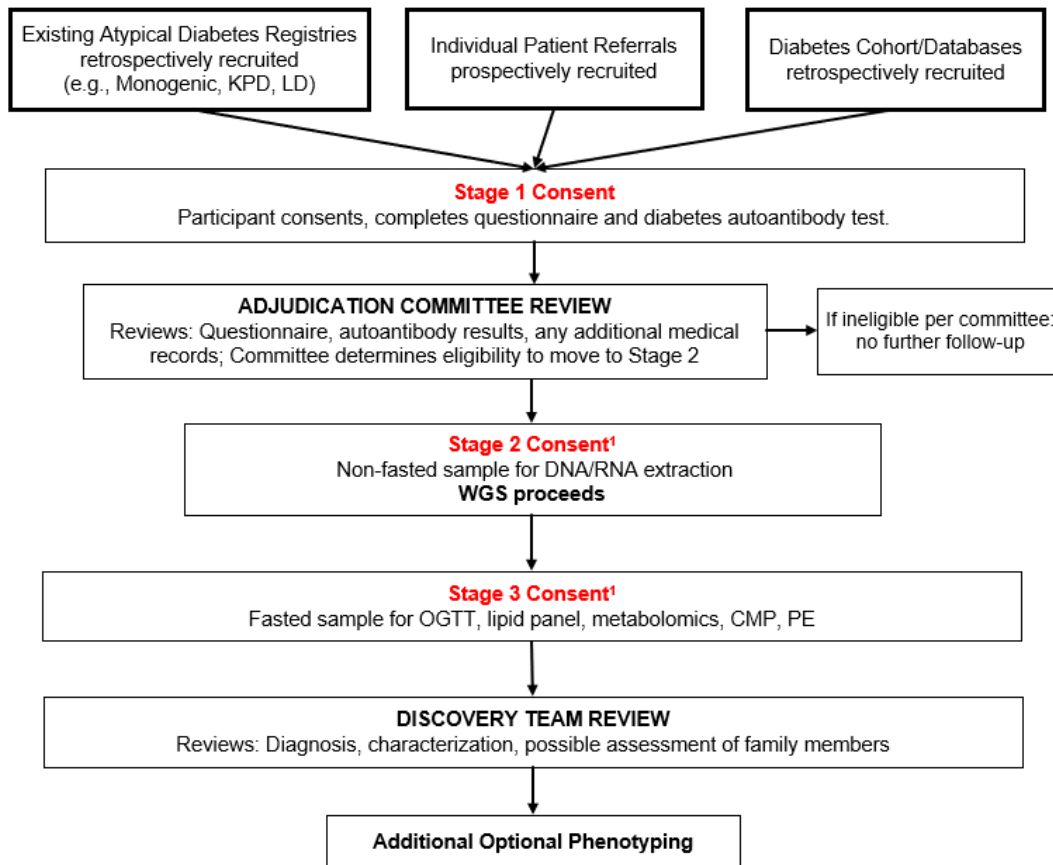 Existing Atypical Diabetes Registries
retrospectively recruited
(e.g., Monogenic, KPD, LD)
Individual Patient Referrals
prospectively recruited
Diabetes Cohort/Databases
retrospectively recruited
Stage 1 Consent
Participant consents, completes questionnaire and diabetes autoantibody test.
ADJUDICATION COMMITTEE REVIEW
Reviews: Questionnaire, autoantibody results, any additional medical
records; Committee determines eligibility to move to Stage 2
If ineligible per committee:
no further follow-up
Stage 2 Consent¹
Non-fasted sample for DNA/RNA extraction
WGS proceeds
Stage 3 Consent¹
Fasted sample for OGTT, lipid panel, metabolomics, CMP, PE
DISCOVERY TEAM REVIEW
Reviews: Diagnosis, characterization, possible assessment of family members
Additional Optional Phenotyping